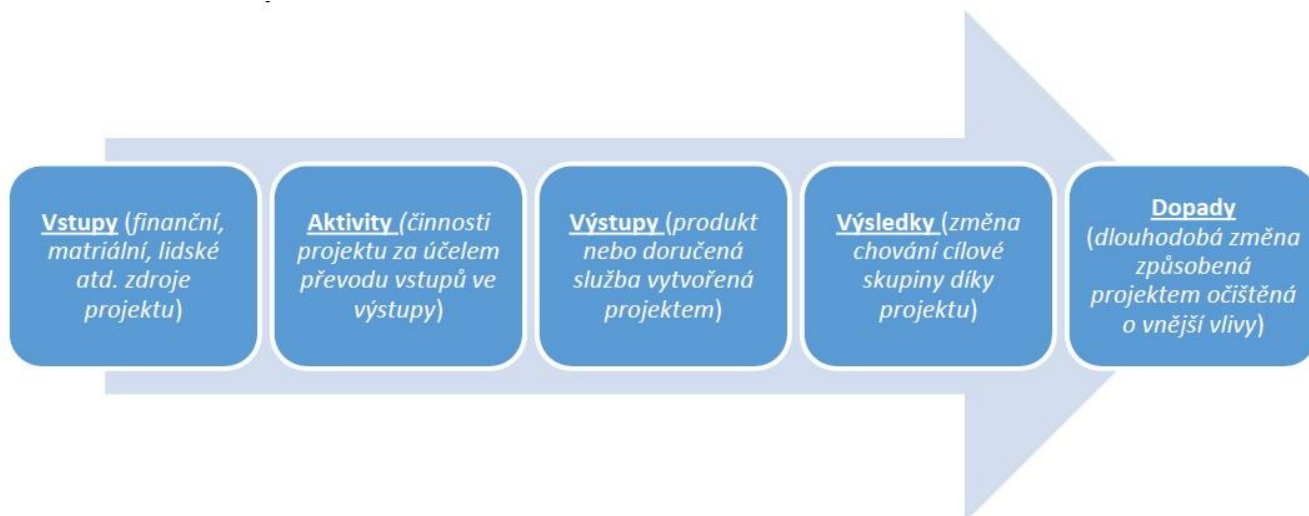 Vstupy (finanční,
matriální, lidské
atd. zdroje
projektu)
Aktivity (činnosti
projektu za účelem
převodu vstupů ve
výstupy)
Výstupy (produkt
nebo doručená
služba vytvořená
projektem)
Výsledky (změna
chování cílové
skupiny díky
projektu)
Dopady
(dlouhodobá změna
způsobená
projektem očištěná
o vnější vlivy)